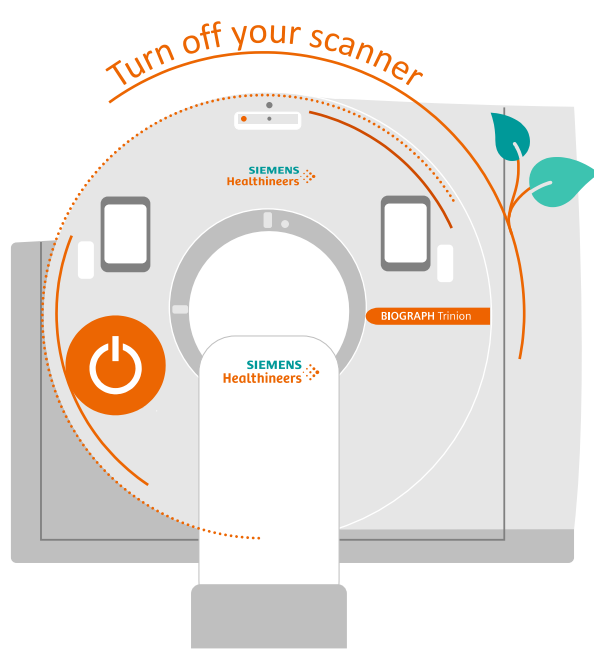 Turn off your scanner
SIEMENS
Healthineers
BIOGRAPH Trinion
SIEMENS
Healthineers